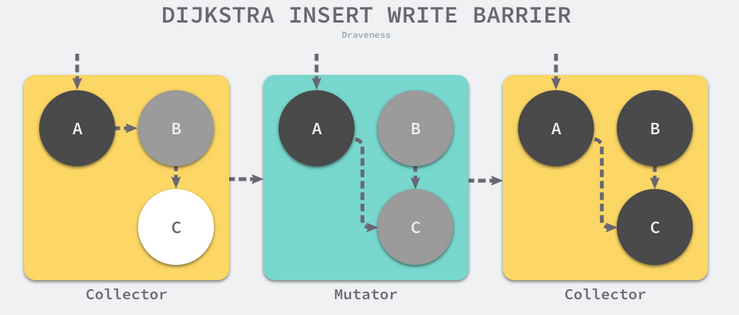 DIJKSTRA INSERT WRITE BARRIER
Draveness
A B C
A B C
A B C
Collector
Mutator
Collector